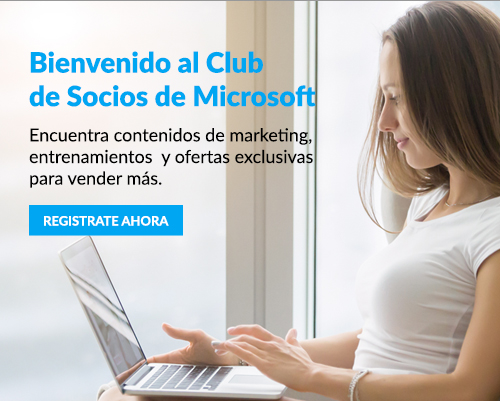 Bienvenido al Club
de Socios de Microsoft
Encuentra contenidos de marketing,
entrenamientos y ofertas exclusivas
para vender más.
REGISTRATE AHORA